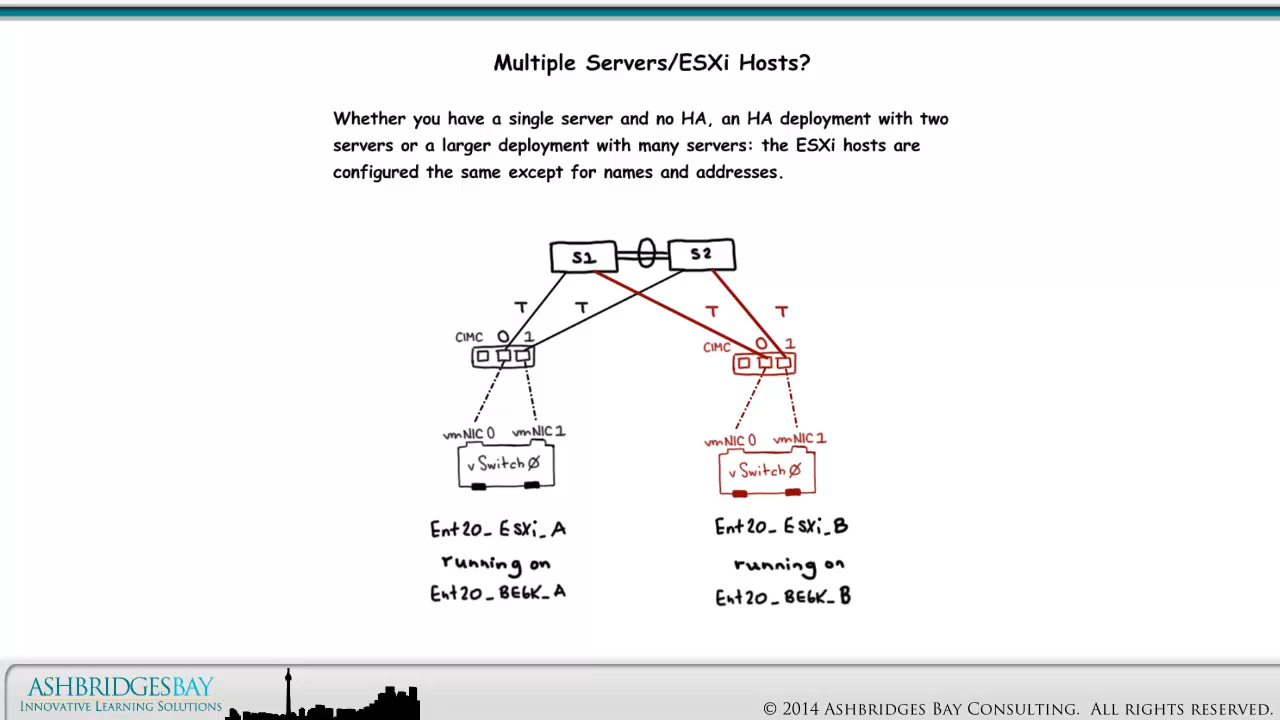 Multiple Servers/ESXi Hosts?
Whether you have a single server and no HA, an HA deployment with two
servers or a larger deployment with many servers: the ESXi hosts are
configured the same except for names and addresses.
S1
S2
T
T
T
T
CIMC 0 1
CIMC 0 1
vmNIC 0 vmNIC 1
vmNIC 0 vmNIC 1
vSwitch Ø
vSwitch Ø
Ent20_ESXi_A
running on
Ent20_BE6K_A
Ent20_ESXi_B
running on
Ent20_BE6K_B
ASHBRIDGESBAY
INNOVATIVE LEARNING SOLUTIONS
© 2014 ASHBRIDGES BAY CONSULTING. ALL RIGHTS RESERVED.